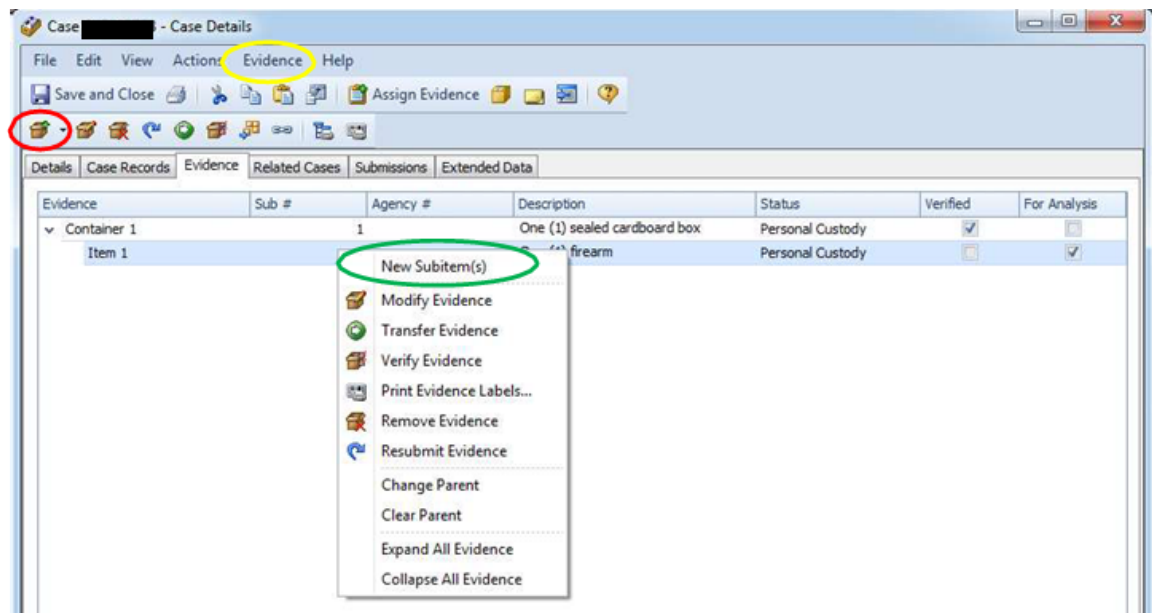 Case - Case Details
File Edit View Actions Evidence Help
Save and Close Assign Evidence
Details Case Records Evidence Related Cases Submissions Extended Data
Evidence Sub # Agency # Description Status Verified For Analysis
Container 1 1 One (1) sealed cardboard box Personal Custody
Item 1 (1) firearm Personal Custody
New Subitem(s)
Modify Evidence
Transfer Evidence
Verify Evidence
Print Evidence Labels...
Remove Evidence
Resubmit Evidence
Change Parent
Clear Parent
Expand All Evidence
Collapse All Evidence